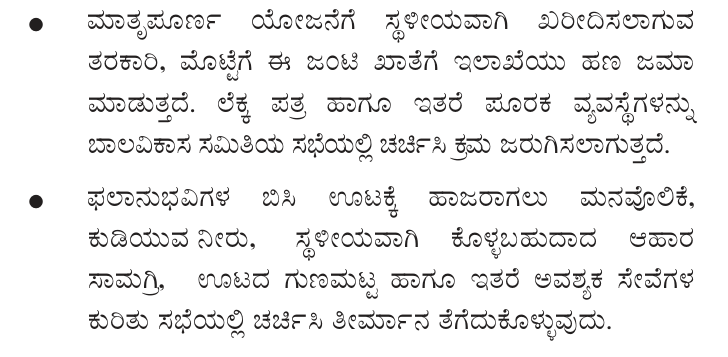 ● ಮಾತೃಪೂರ್ಣ ಯೋಜನೆಗೆ ಸ್ಥಳೀಯವಾಗಿ ಖರೀದಿಸಲಾಗುವ
ತರಕಾರಿ, ಮೊಟ್ಟೆಗೆ ಈ ಜಂಟಿ ಖಾತೆಗೆ ಇಲಾಖೆಯು ಹಣ ಜಮಾ
ಮಾಡುತ್ತದೆ. ಲೆಕ್ಕ ಪತ್ರ ಹಾಗೂ ಇತರೆ ಪೂರಕ ವ್ಯವಸ್ಥೆಗಳನ್ನು
ಬಾಲವಿಕಾಸ ಸಮಿತಿಯ ಸಭೆಯಲ್ಲಿ ಚರ್ಚಿಸಿ ಕ್ರಮ ಜರುಗಿಸಲಾಗುತ್ತದೆ.
● ಫಲಾನುಭವಿಗಳ ಬಿಸಿ ಊಟಕ್ಕೆ ಹಾಜರಾಗಲು ಮನವೊಲಿಕೆ,
ಕುಡಿಯುವ ನೀರು, ಸ್ಥಳೀಯವಾಗಿ ಕೊಳ್ಳಬಹುದಾದ ಆಹಾರ
ಸಾಮಗ್ರಿ, ಊಟದ ಗುಣಮಟ್ಟ ಹಾಗೂ ಇತರೆ ಅವಶ್ಯಕ ಸೇವೆಗಳ
ಕುರಿತು ಸಭೆಯಲ್ಲಿ ಚರ್ಚಿಸಿ ತೀರ್ಮಾನ ತೆಗೆದುಕೊಳ್ಳುವುದು.